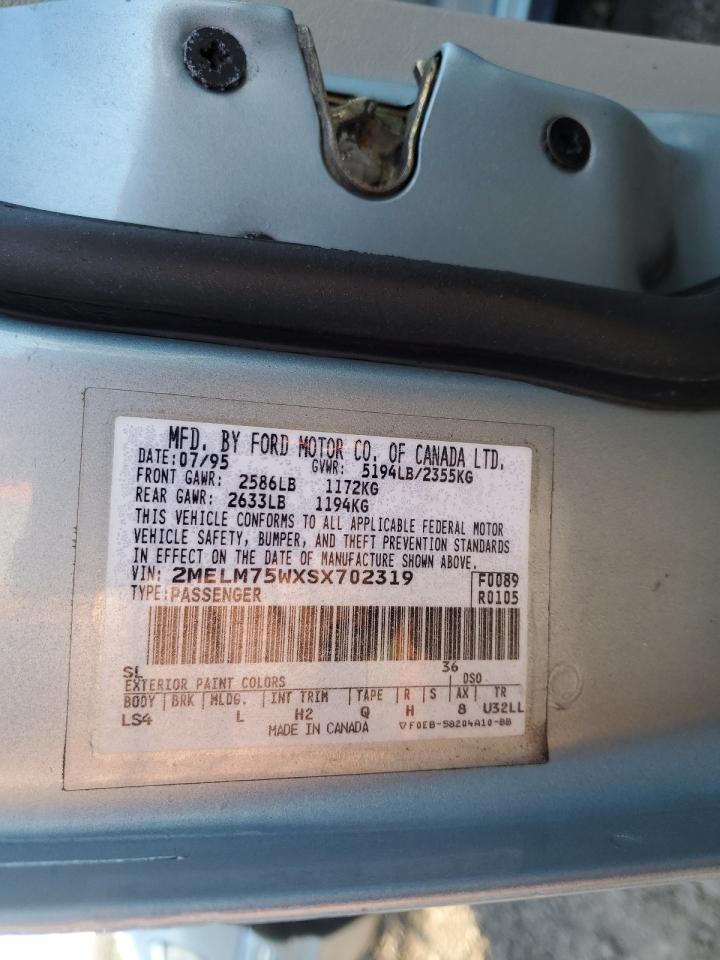 MFD. BY FORD MOTOR CO. OF CANADA LTD.
DATE:07/95 GVWR: 5194LB/2355KG
FRONT GAWR: 2586LB 1172KG
REAR GAWR: 2633LB 1194KG
THIS VEHICLE CONFORMS TO ALL APPLICABLE FEDERAL MOTOR
VEHICLE SAFETY, BUMPER, AND THEFT PREVENTION STANDARDS
IN EFFECT ON THE DATE OF MANUFACTURE SHOWN ABOVE.
VIN: 2MELM75WXSX702319 F0089
TYPE:PASSENGER R0105
SL 36
EXTERIOR PAINT COLORS DSO
BODY BRK MLDG. INT TRIM TAPE R S AX TR
LS4 L H2 Q H 8 U32LL
MADE IN CANADA ▽F0EB-58204A10-BB